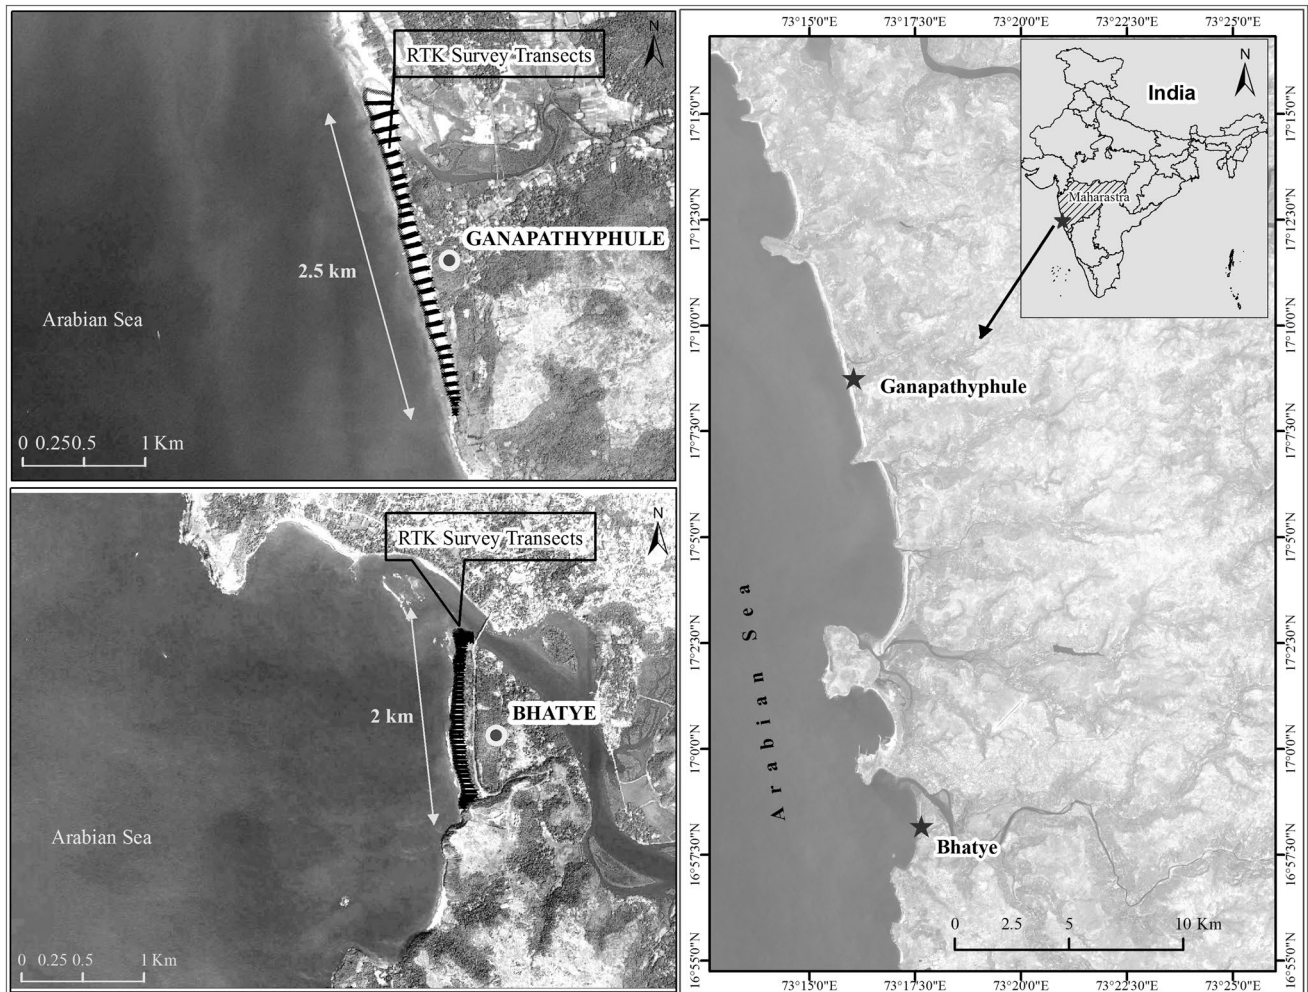 N
RTK Survey Transects
GANAPATHYPHULE
2.5 km
Arabian Sea
0 0.25 0.5 1 Km
N
RTK Survey Transects
BHATYE
2 km
Arabian Sea
0 0.25 0.5 1 Km
73°15'0"E 73°17'30"E 73°20'0"E 73°22'30"E 73°25'0"E
N
India
Maharastra
17°15'0"N 17°15'0"N
17°12'30"N 17°12'30"N
17°10'0"N 17°10'0"N
Ganapathyphule
17°7'30"N 17°7'30"N
17°5'0"N 17°5'0"N
Arabian Sea
17°2'30"N 17°2'30"N
17°0'0"N 17°0'0"N
Bhatye
16°57'30"N 16°57'30"N
0 2.5 5 10 Km
16°55'0"N 16°55'0"N
73°15'0"E 73°17'30"E 73°20'0"E 73°22'30"E 73°25'0"E